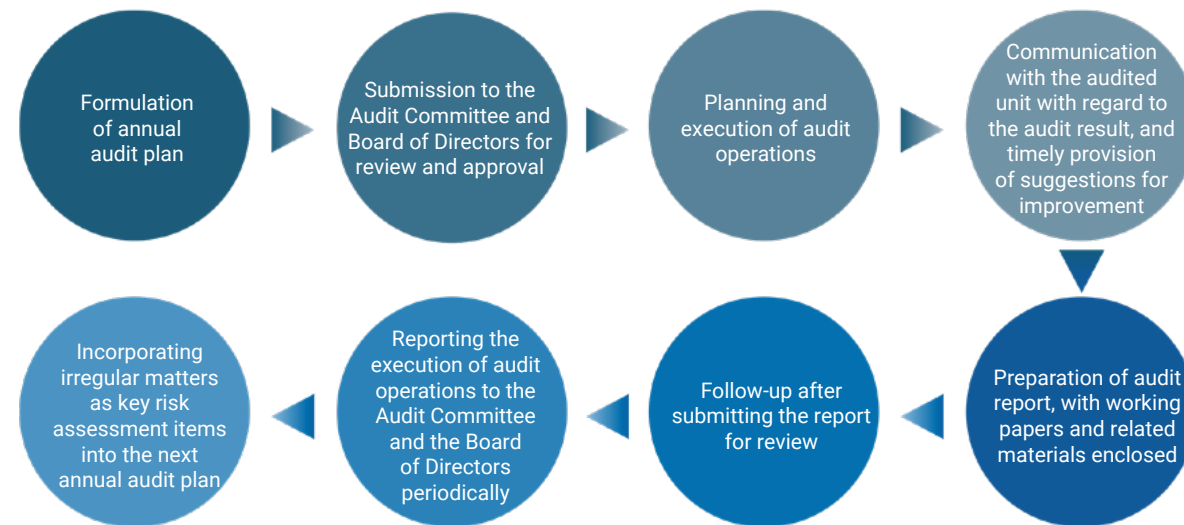 Formulation
of annual
audit plan
Submission to the
Audit Committee and
Board of Directors for
review and approval
Planning and
execution of audit
operations
Communication
with the audited
unit with regard to
the audit result, and
timely provision
of suggestions for
improvement
Preparation of audit
report, with working
papers and related
materials enclosed
Follow-up after
submitting the report
for review
Reporting the
execution of audit
operations to the
Audit Committee
and the Board
of Directors
periodically
Incorporating
irregular matters
as key risk
assessment items
into the next
annual audit plan